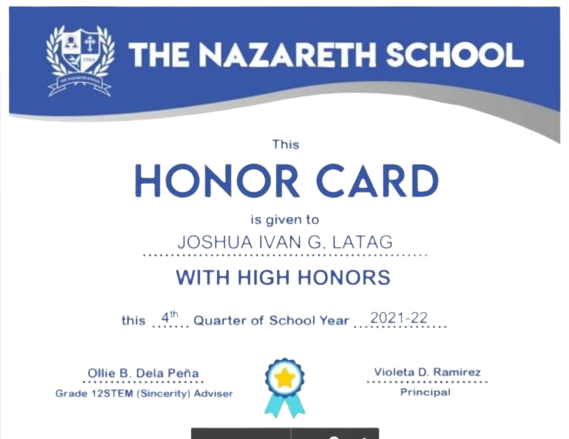 THE NAZARETH SCHOOL
This
HONOR CARD
is given to
JOSHUA IVAN G. LATAG
WITH HIGH HONORS
this 4th Quarter of School Year 2021-22
Ollie B. Dela Peña
Violeta D. Ramirez
Grade 12STEM (Sincerity) Adviser
Principal